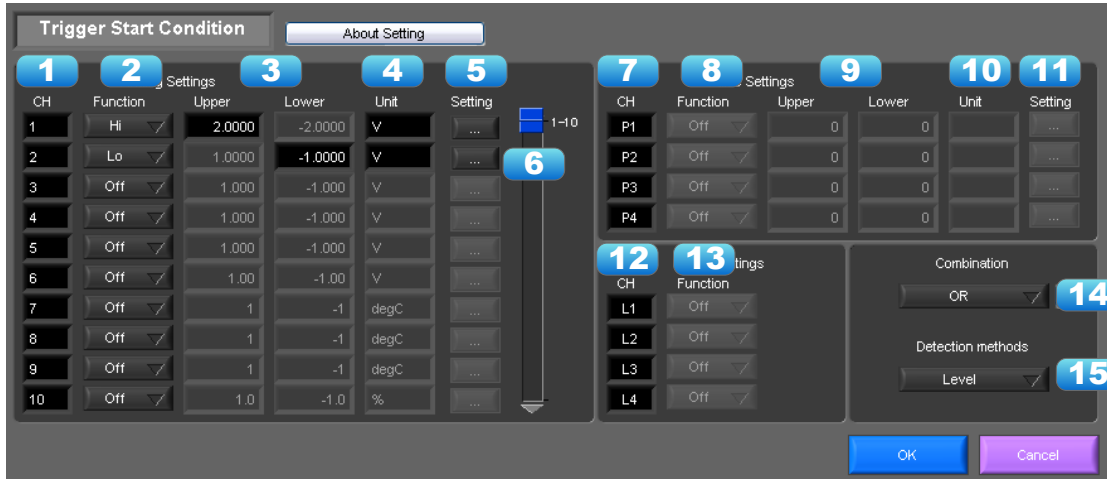 Trigger Start Condition
About Setting
1 2 3 4 5
Settings
CH Function Upper Lower Unit Setting
1 Hi 2.0000 -2.0000 V ...
2 Lo 1.0000 -1.0000 V ...
3 Off 1.000 -1.000 V ...
4 Off 1.000 -1.000 V ...
5 Off 1.000 -1.000 V ...
6 Off 1.00 -1.00 V ...
7 Off 1 -1 degC ...
8 Off 1 -1 degC ...
9 Off 1 -1 degC ...
10 Off 1.0 -1.0 % ...
1-10
6
7 8 9 10 11
Settings
CH Function Upper Lower Unit Setting
P1 Off 0 0 ...
P2 Off 0 0 ...
P3 Off 0 0 ...
P4 Off 0 0 ...
12 13
CH Function
L1 Off
L2 Off
L3 Off
L4 Off
Combination
OR 14
Detection methods
Level 15
OK Cancel